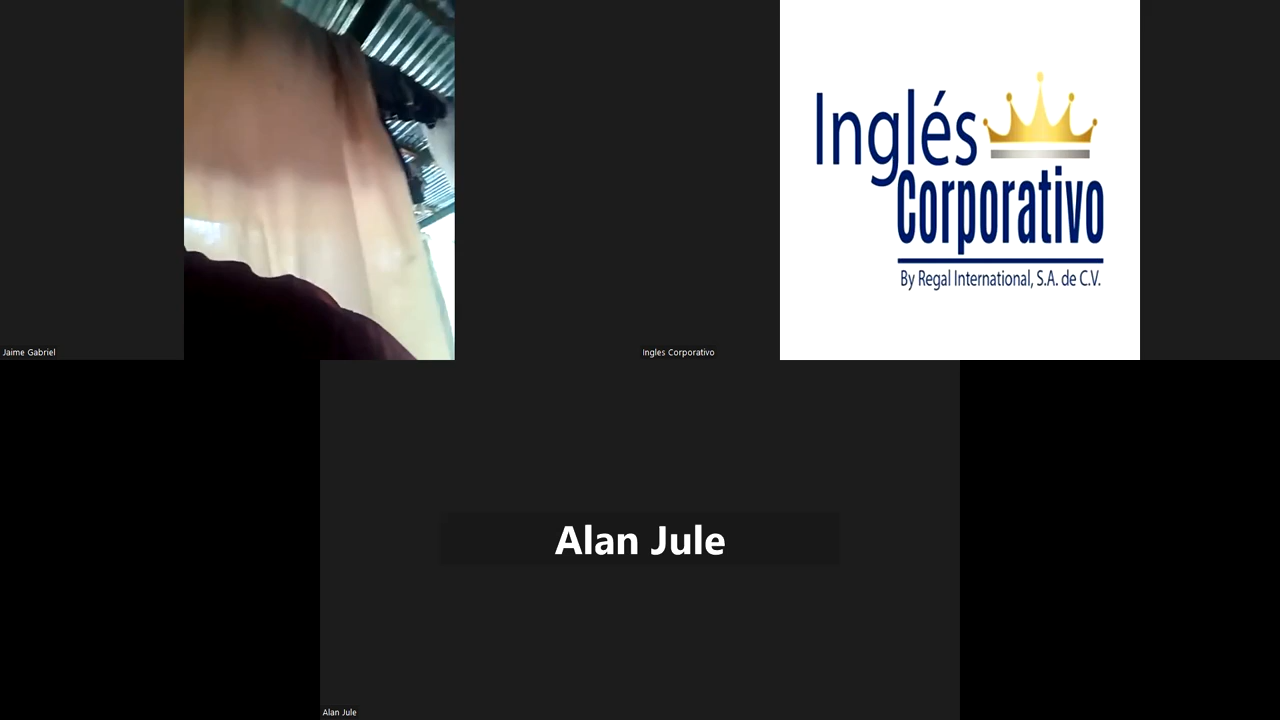 Inglés
Corporativo
By Regal International, S.A. de C.V.
Jaime Gabriel
Ingles Corporativo
Alan Jule
Alan Jule